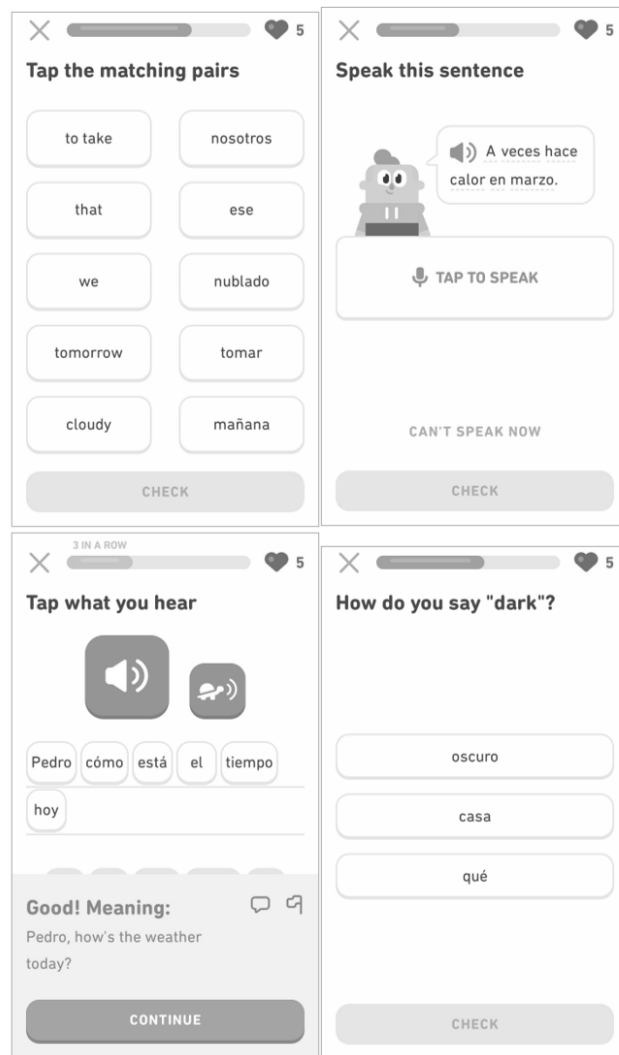 5
Tap the matching pairs
to take nosotros
that ese
we nublado
tomorrow tomar
cloudy mañana
CHECK
5
Speak this sentence
A veces hace
calor en marzo.
TAP TO SPEAK
CAN'T SPEAK NOW
CHECK
3 IN A ROW
5
Tap what you hear
Pedro cómo está el tiempo
hoy
Good! Meaning:
Pedro, how's the weather
today?
CONTINUE
5
How do you say "dark"?
oscuro
casa
qué
CHECK